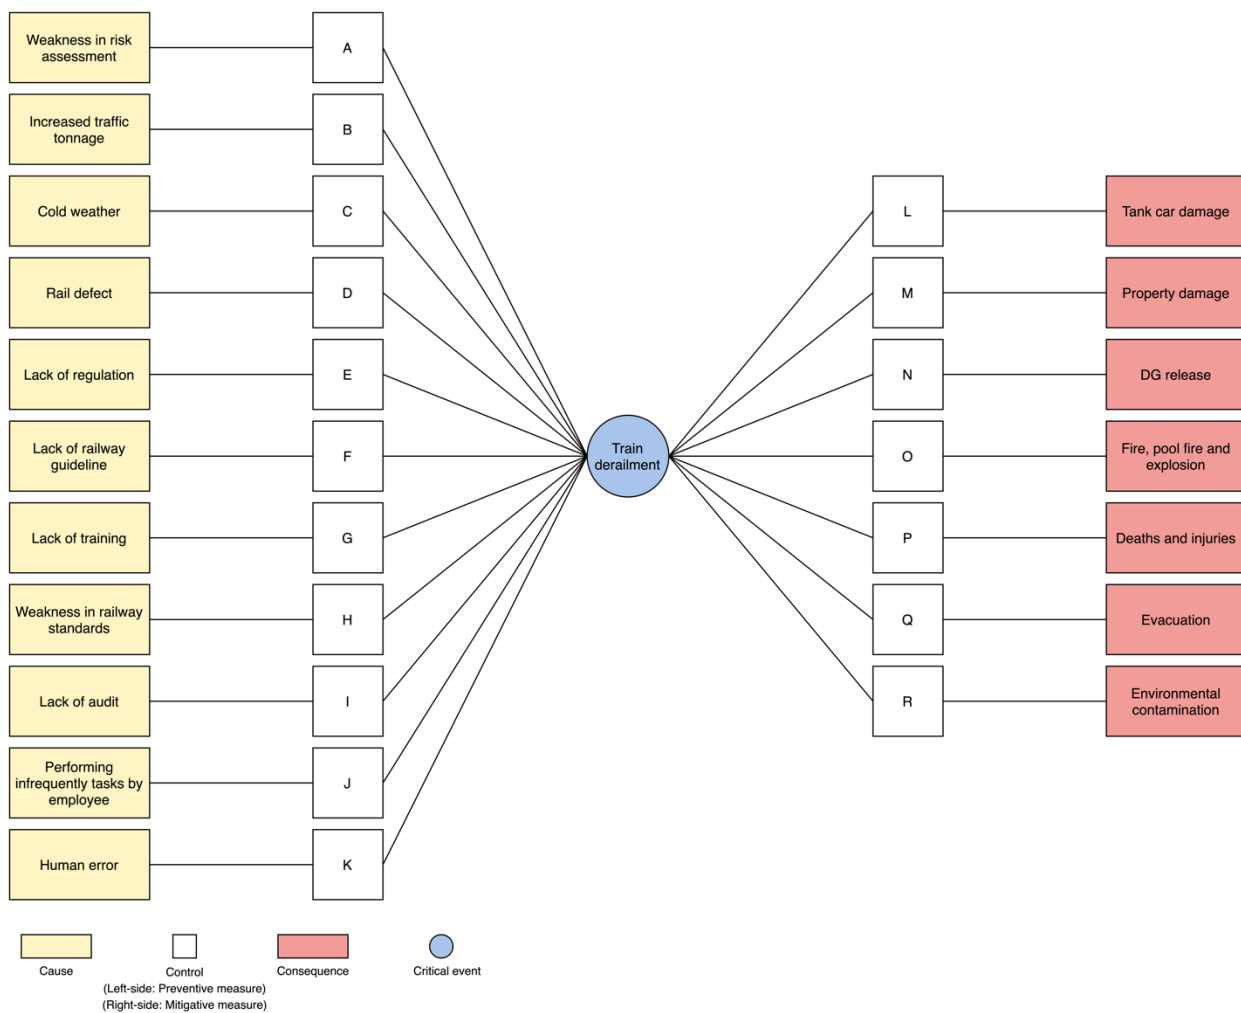 Weakness in risk
assessment
A
Increased traffic
tonnage
B
Cold weather
C
L
Tank car damage
Rail defect
D
M
Property damage
Lack of regulation
E
N
DG release
Lack of railway
guideline
F
Train
derailment
O
Fire, pool fire and
explosion
Lack of training
G
P
Deaths and injuries
Weakness in railway
standards
H
Q
Evacuation
Lack of audit
I
R
Environmental
contamination
Performing
infrequently tasks by
employee
J
Human error
K
Cause
Control
(Left-side: Preventive measure)
(Right-side: Mitigative measure)
Consequence
Critical event